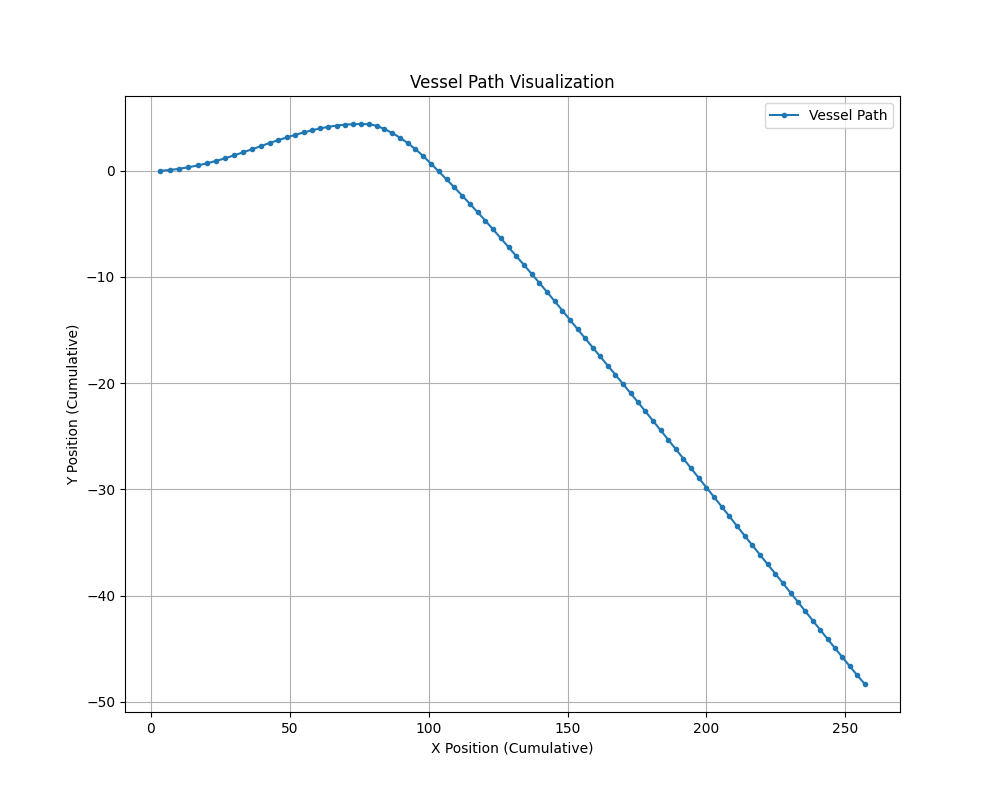 Vessel Path Visualization
Vessel Path
0
−10
−20
−30
−40
−50
Y Position (Cumulative)
0 50 100 150 200 250
X Position (Cumulative)